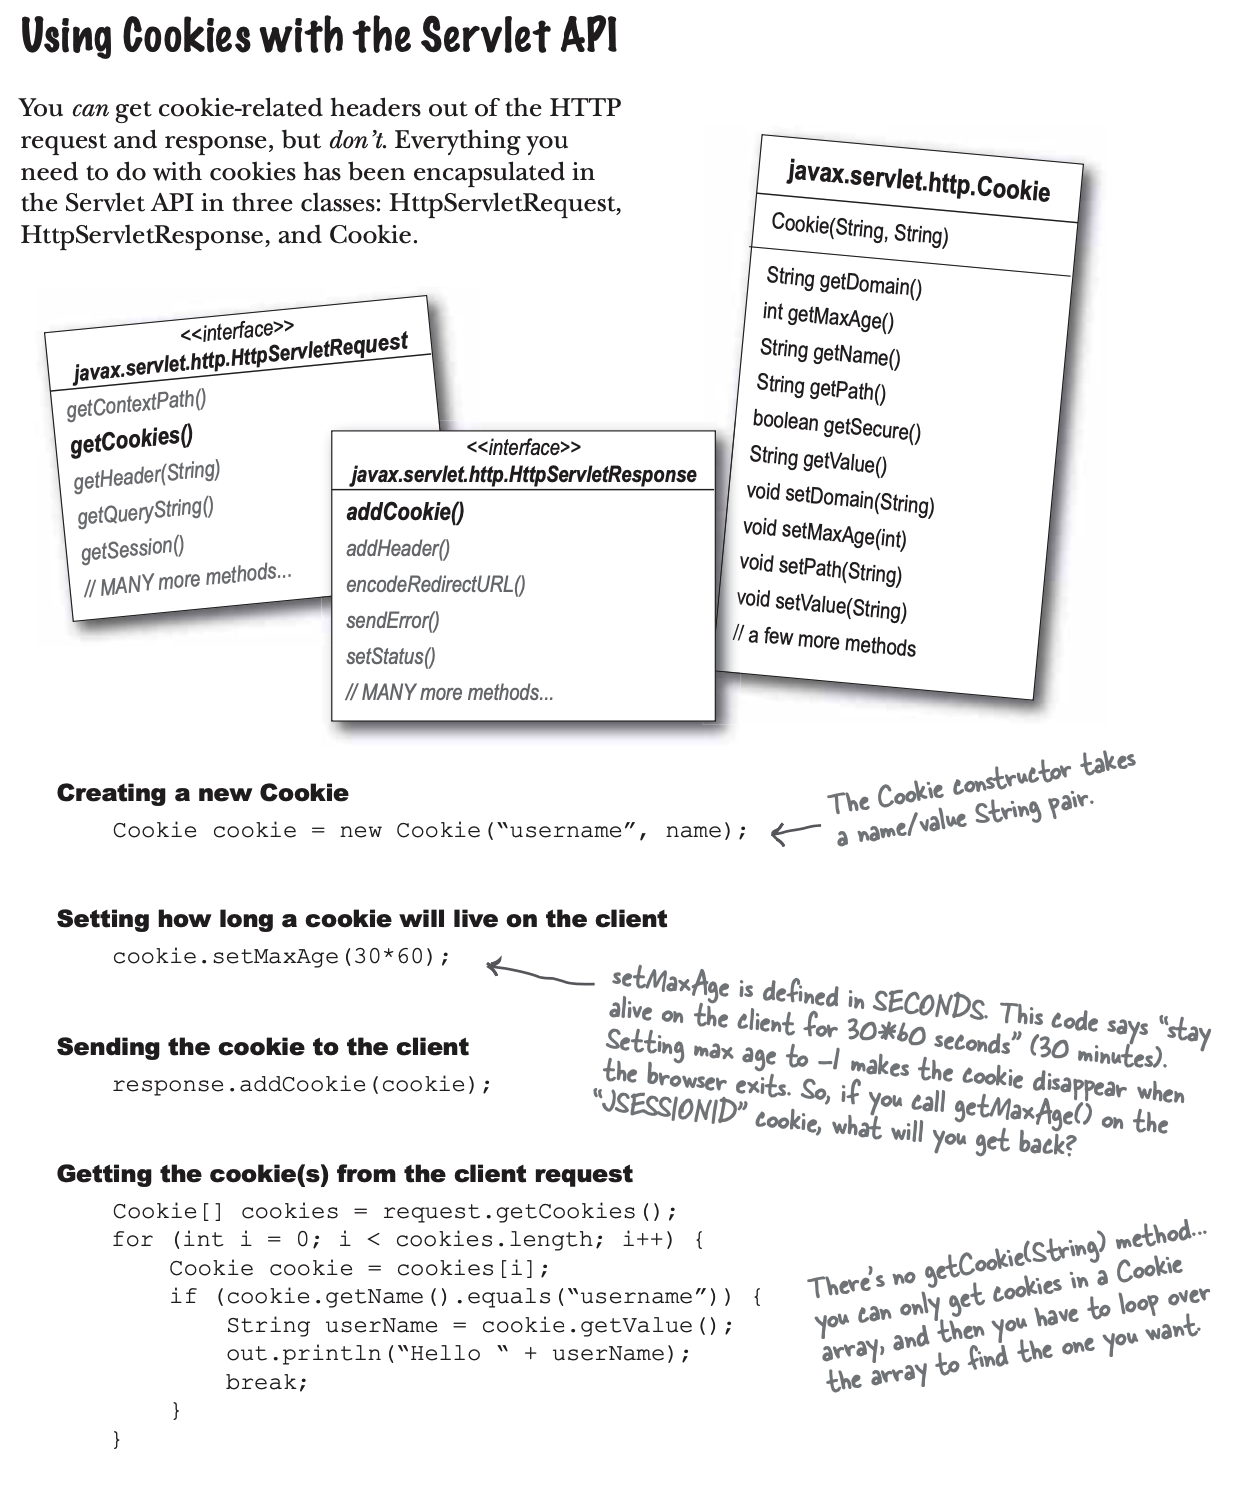 Using Cookies with the Servlet API
You can get cookie-related headers out of the HTTP
request and response, but don't. Everything you
need to do with cookies has been encapsulated in
the Servlet API in three classes: HttpServletRequest,
HttpServletResponse, and Cookie.
<<interface>>
javax.servlet.http.HttpServletRequest
getContextPath()
getCookies()
getHeader(String)
getQueryString()
getSession()
// MANY more methods...
<<interface>>
javax.servlet.http.HttpServletResponse
addCookie()
addHeader()
encodeRedirectURL()
sendError()
setStatus()
// MANY more methods...
javax.servlet.http.Cookie
Cookie(String, String)
String getDomain()
int getMaxAge()
String getName()
String getPath()
boolean getSecure()
String getValue()
void setDomain(String)
void setMaxAge(int)
void setPath(String)
void setValue(String)
// a few more methods
Creating a new Cookie
Cookie cookie = new Cookie(“username”, name);
The Cookie constructor takes
a name/value String pair.
Setting how long a cookie will live on the client
cookie.setMaxAge(30*60);
setMaxAge is defined in SECONDS. This code says “stay
alive on the client for 30*60 seconds” (30 minutes).
Setting max age to -1 makes the cookie disappear when
the browser exits. So, if you call getMaxAge() on the
“JSESSIONID” cookie, what will you get back?
Sending the cookie to the client
response.addCookie(cookie);
Getting the cookie(s) from the client request
Cookie[] cookies = request.getCookies();
for (int i = 0; i < cookies.length; i++) {
Cookie cookie = cookies[i];
if (cookie.getName().equals(“username”)) {
String userName = cookie.getValue();
out.println(“Hello “ + userName);
break;
}
}
There's no getCookie(String) method...
you can only get cookies in a Cookie
array, and then you have to loop over
the array to find the one you want.